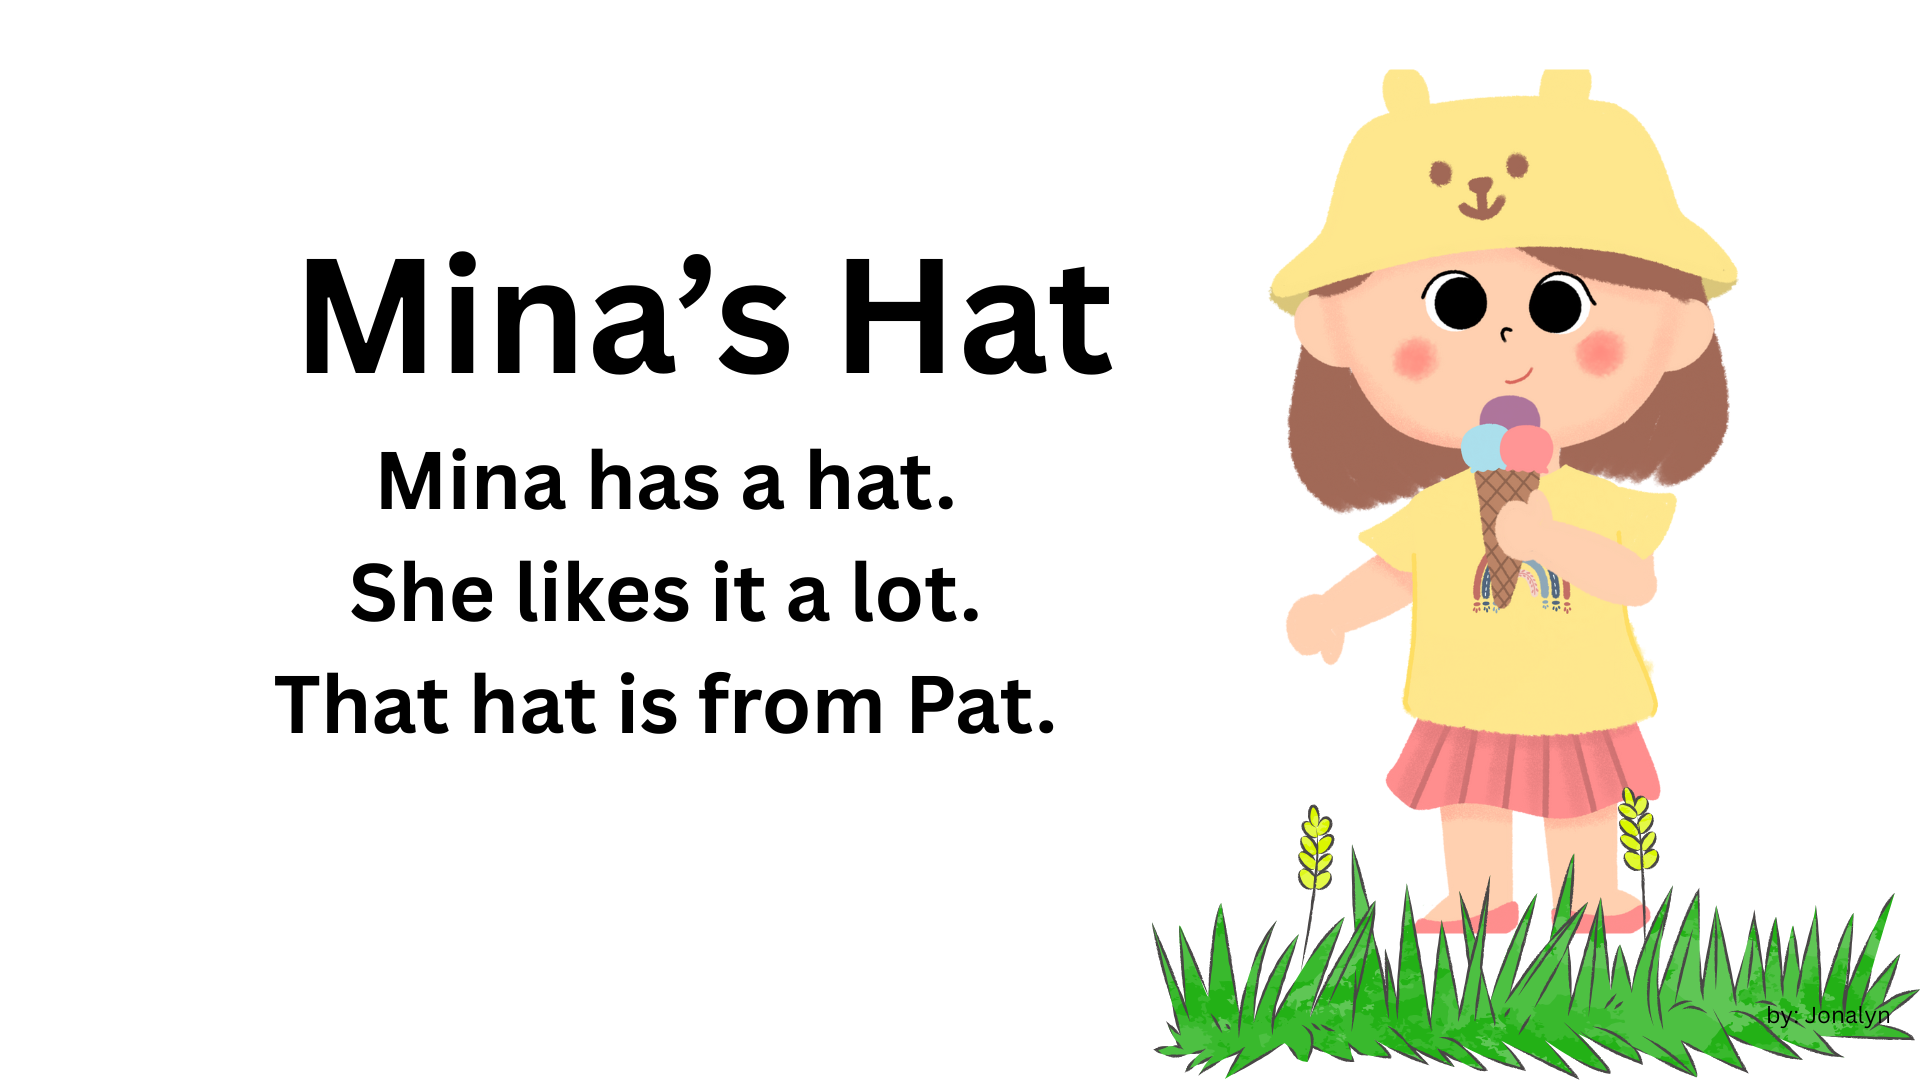 Mina’s Hat
Mina has a hat.
She likes it a lot.
That hat is from Pat.
by: Jonalyn